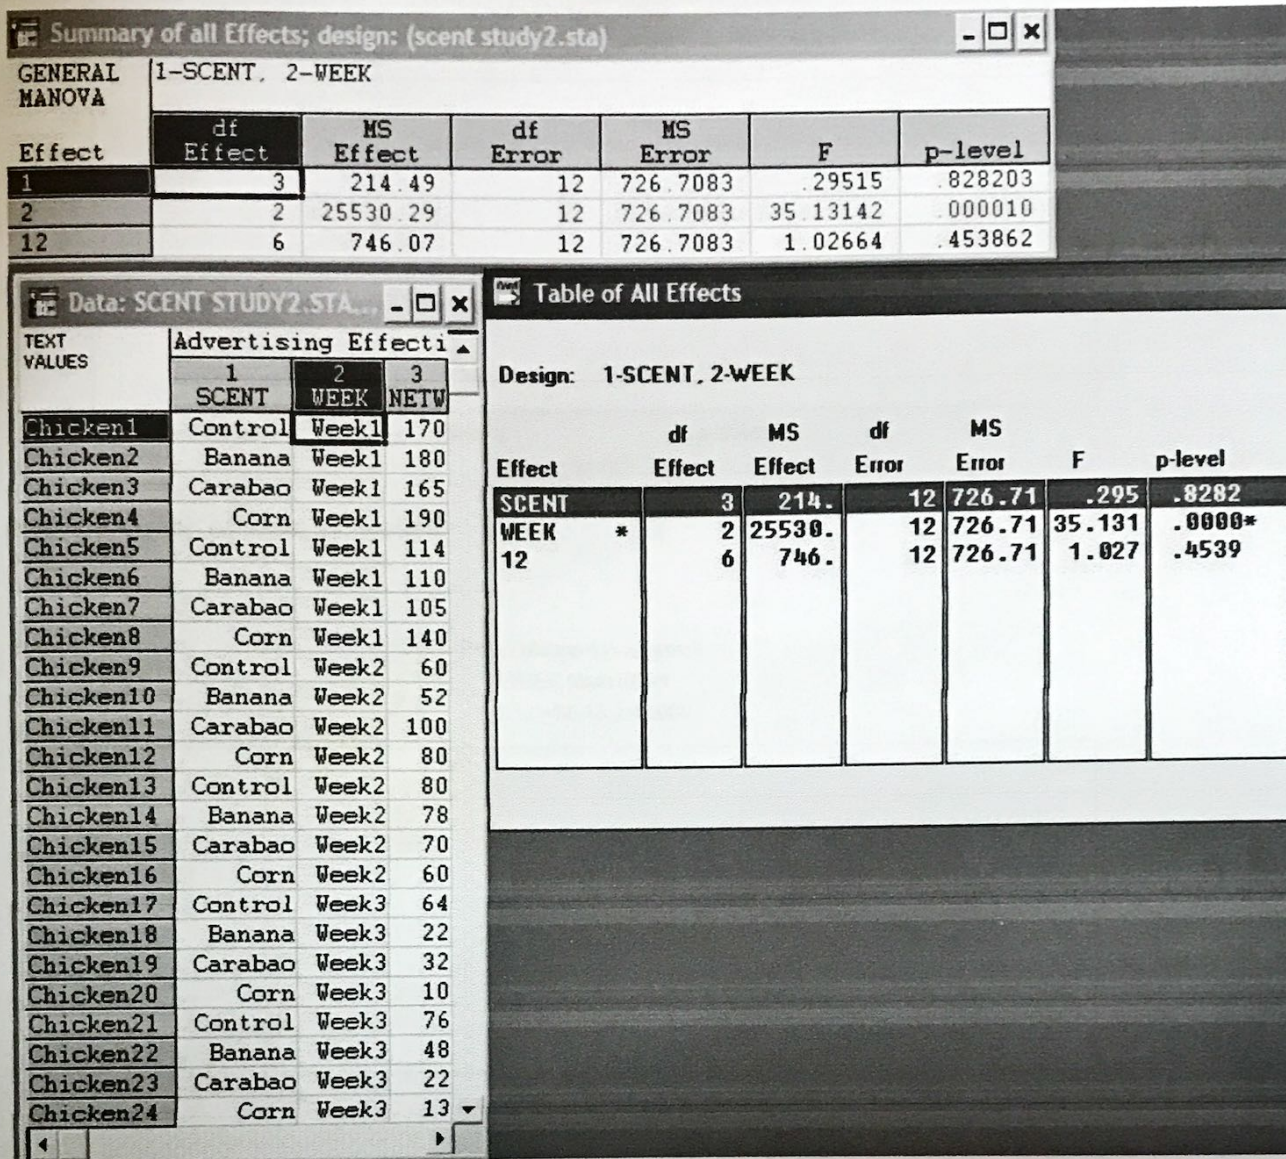 Summary of all Effects; design: (scent study2.sta)
GENERAL MANOVA 1-SCENT, 2-WEEK
Effect df Effect MS Effect df Error MS Error F p-level
1 3 214.49 12 726.7083 .29515 .828203
2 2 25530.29 12 726.7083 35.13142 .000010
12 6 746.07 12 726.7083 1.02664 .453862
Data: SCENT STUDY2.STA...
TEXT VALUES Advertising Effecti
1 SCENT 2 WEEK 3 NETW
Chicken1 Control Week1 170
Chicken2 Banana Week1 180
Chicken3 Carabao Week1 165
Chicken4 Corn Week1 190
Chicken5 Control Week1 114
Chicken6 Banana Week1 110
Chicken7 Carabao Week1 105
Chicken8 Corn Week1 140
Chicken9 Control Week2 60
Chicken10 Banana Week2 52
Chicken11 Carabao Week2 100
Chicken12 Corn Week2 80
Chicken13 Control Week2 80
Chicken14 Banana Week2 78
Chicken15 Carabao Week2 70
Chicken16 Corn Week2 60
Chicken17 Control Week3 64
Chicken18 Banana Week3 22
Chicken19 Carabao Week3 32
Chicken20 Corn Week3 10
Chicken21 Control Week3 76
Chicken22 Banana Week3 48
Chicken23 Carabao Week3 22
Chicken24 Corn Week3 13
Table of All Effects
Design: 1-SCENT, 2-WEEK
df MS df MS
Effect Effect Effect Error Error F p-level
SCENT 3 214. 12 726.71 .295 .8282
WEEK * 2 25530. 12 726.71 35.131 .0000*
12 6 746. 12 726.71 1.027 .4539